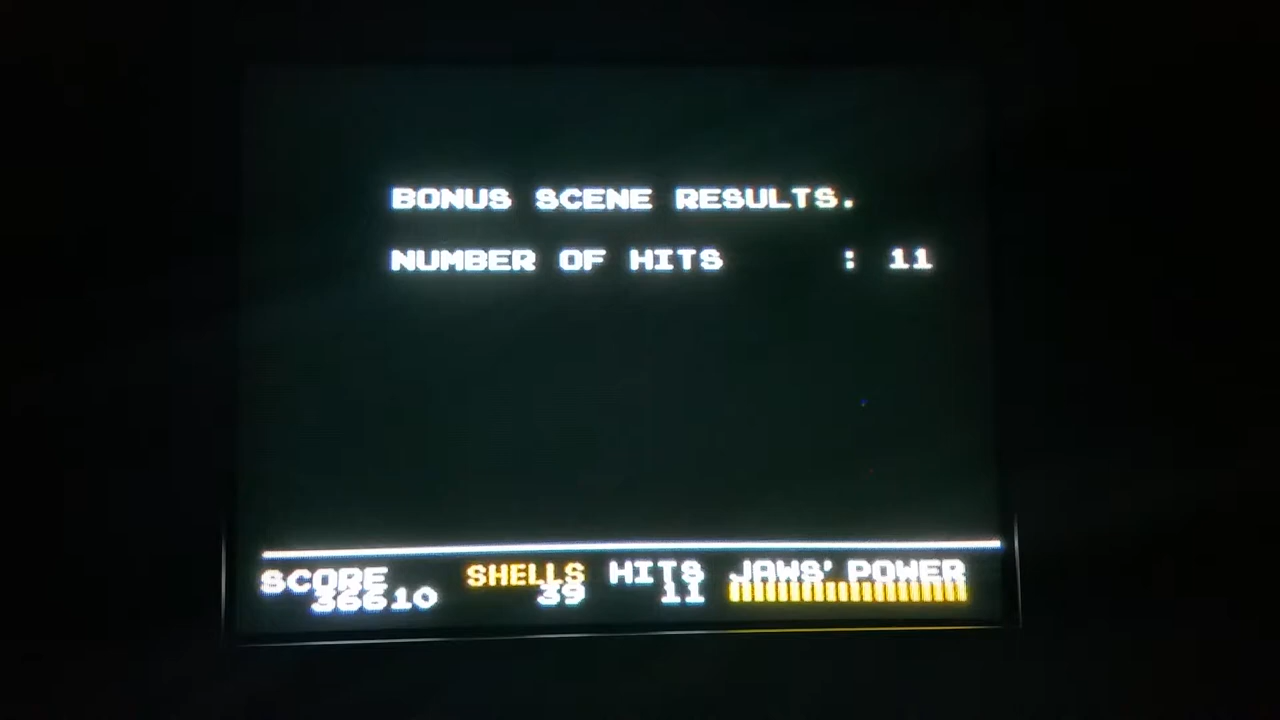 BONUS SCENE RESULTS.
NUMBER OF HITS : 11
SCORE SHELLS HITS JAWS' POWER
36610 39 11